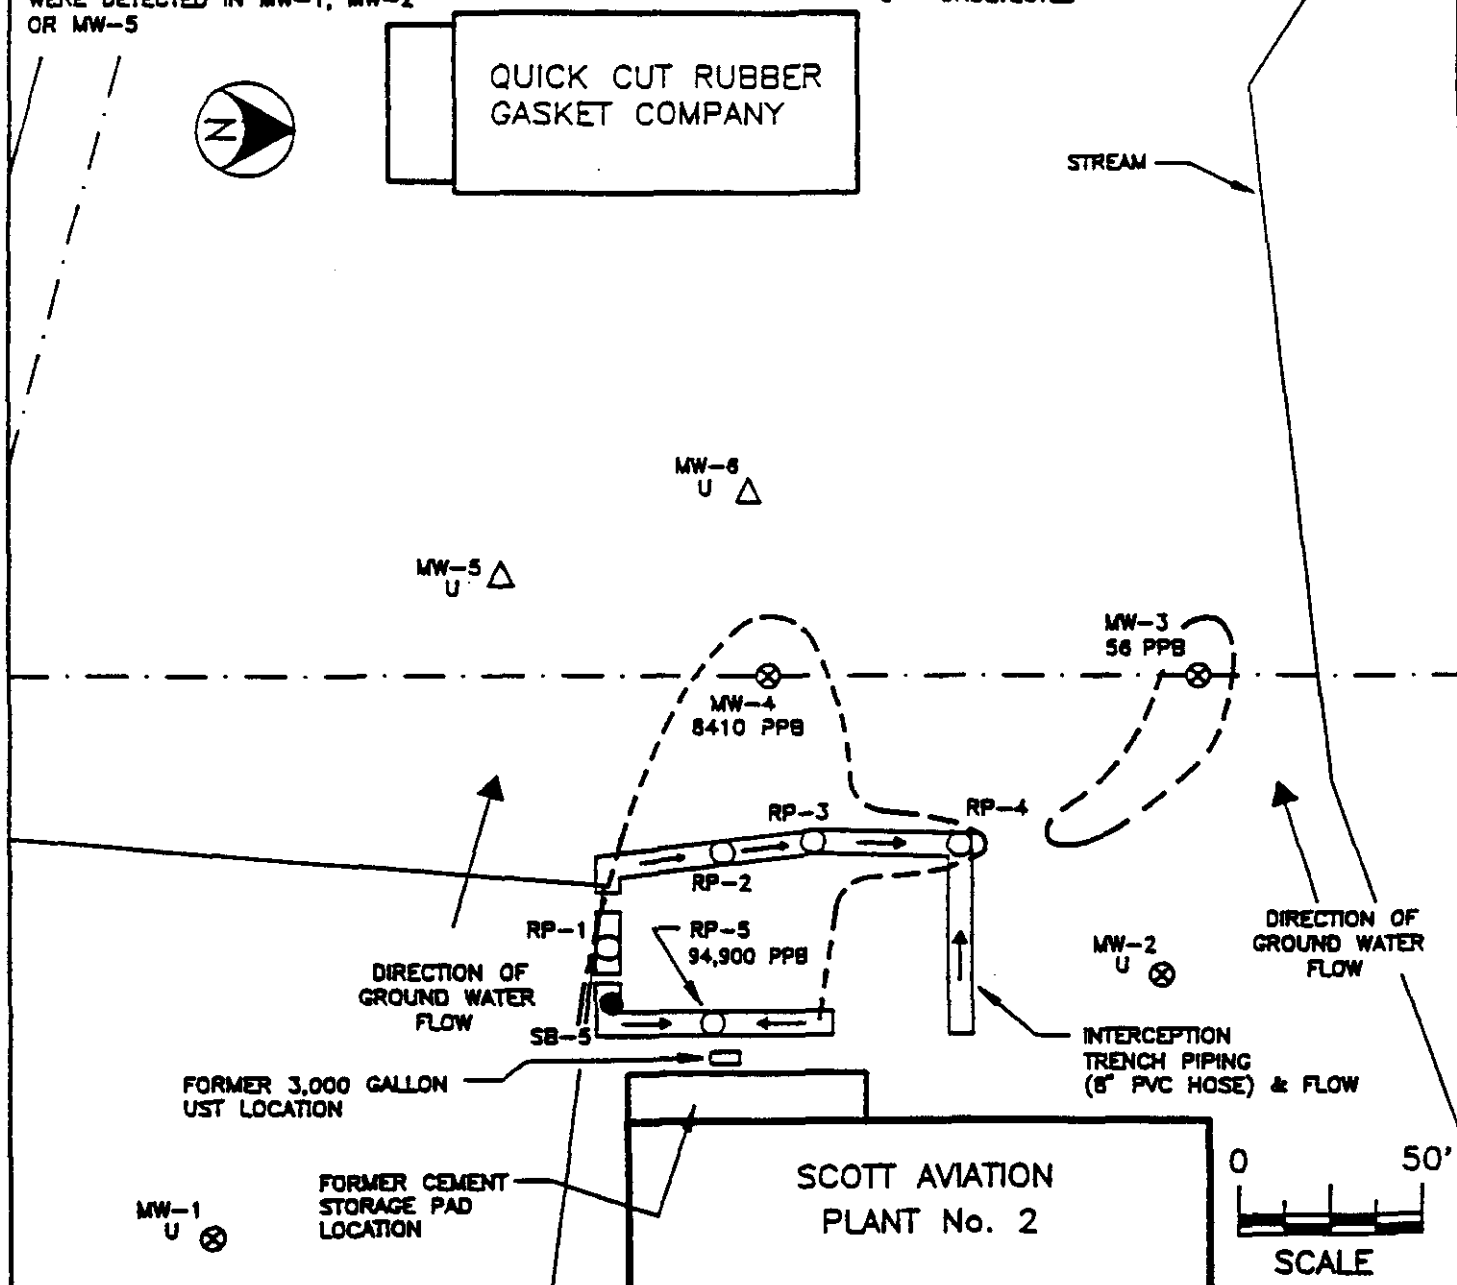 WERE DETECTED IN MW-1, MW-2
OR MW-5
U UNDETECTED
QUICK CUT RUBBER
GASKET COMPANY
N
STREAM
MW-6
U
MW-5
U
MW-3
56 PPB
MW-4
8410 PPB
RP-3
RP-4
RP-2
RP-1
RP-5
94,900 PPB
MW-2
U
DIRECTION OF
GROUND WATER
FLOW
DIRECTION OF
GROUND WATER
FLOW
SB-5
INTERCEPTION
TRENCH PIPING
(8" PVC HOSE) & FLOW
FORMER 3,000 GALLON
UST LOCATION
FORMER CEMENT
STORAGE PAD
LOCATION
MW-1
U
SCOTT AVIATION
PLANT No. 2
0 50'
SCALE